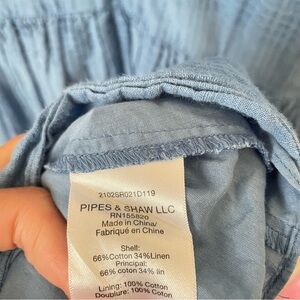 2102SR021D119
PIPES & SHAW LLC
RN155820
Made in China/
Fabriqué en Chine
Shell:
66%Cotton 34%Linen
Principal:
66% coton 34% lin
Lining: 100% Cotton
Doublure: 100% Coton